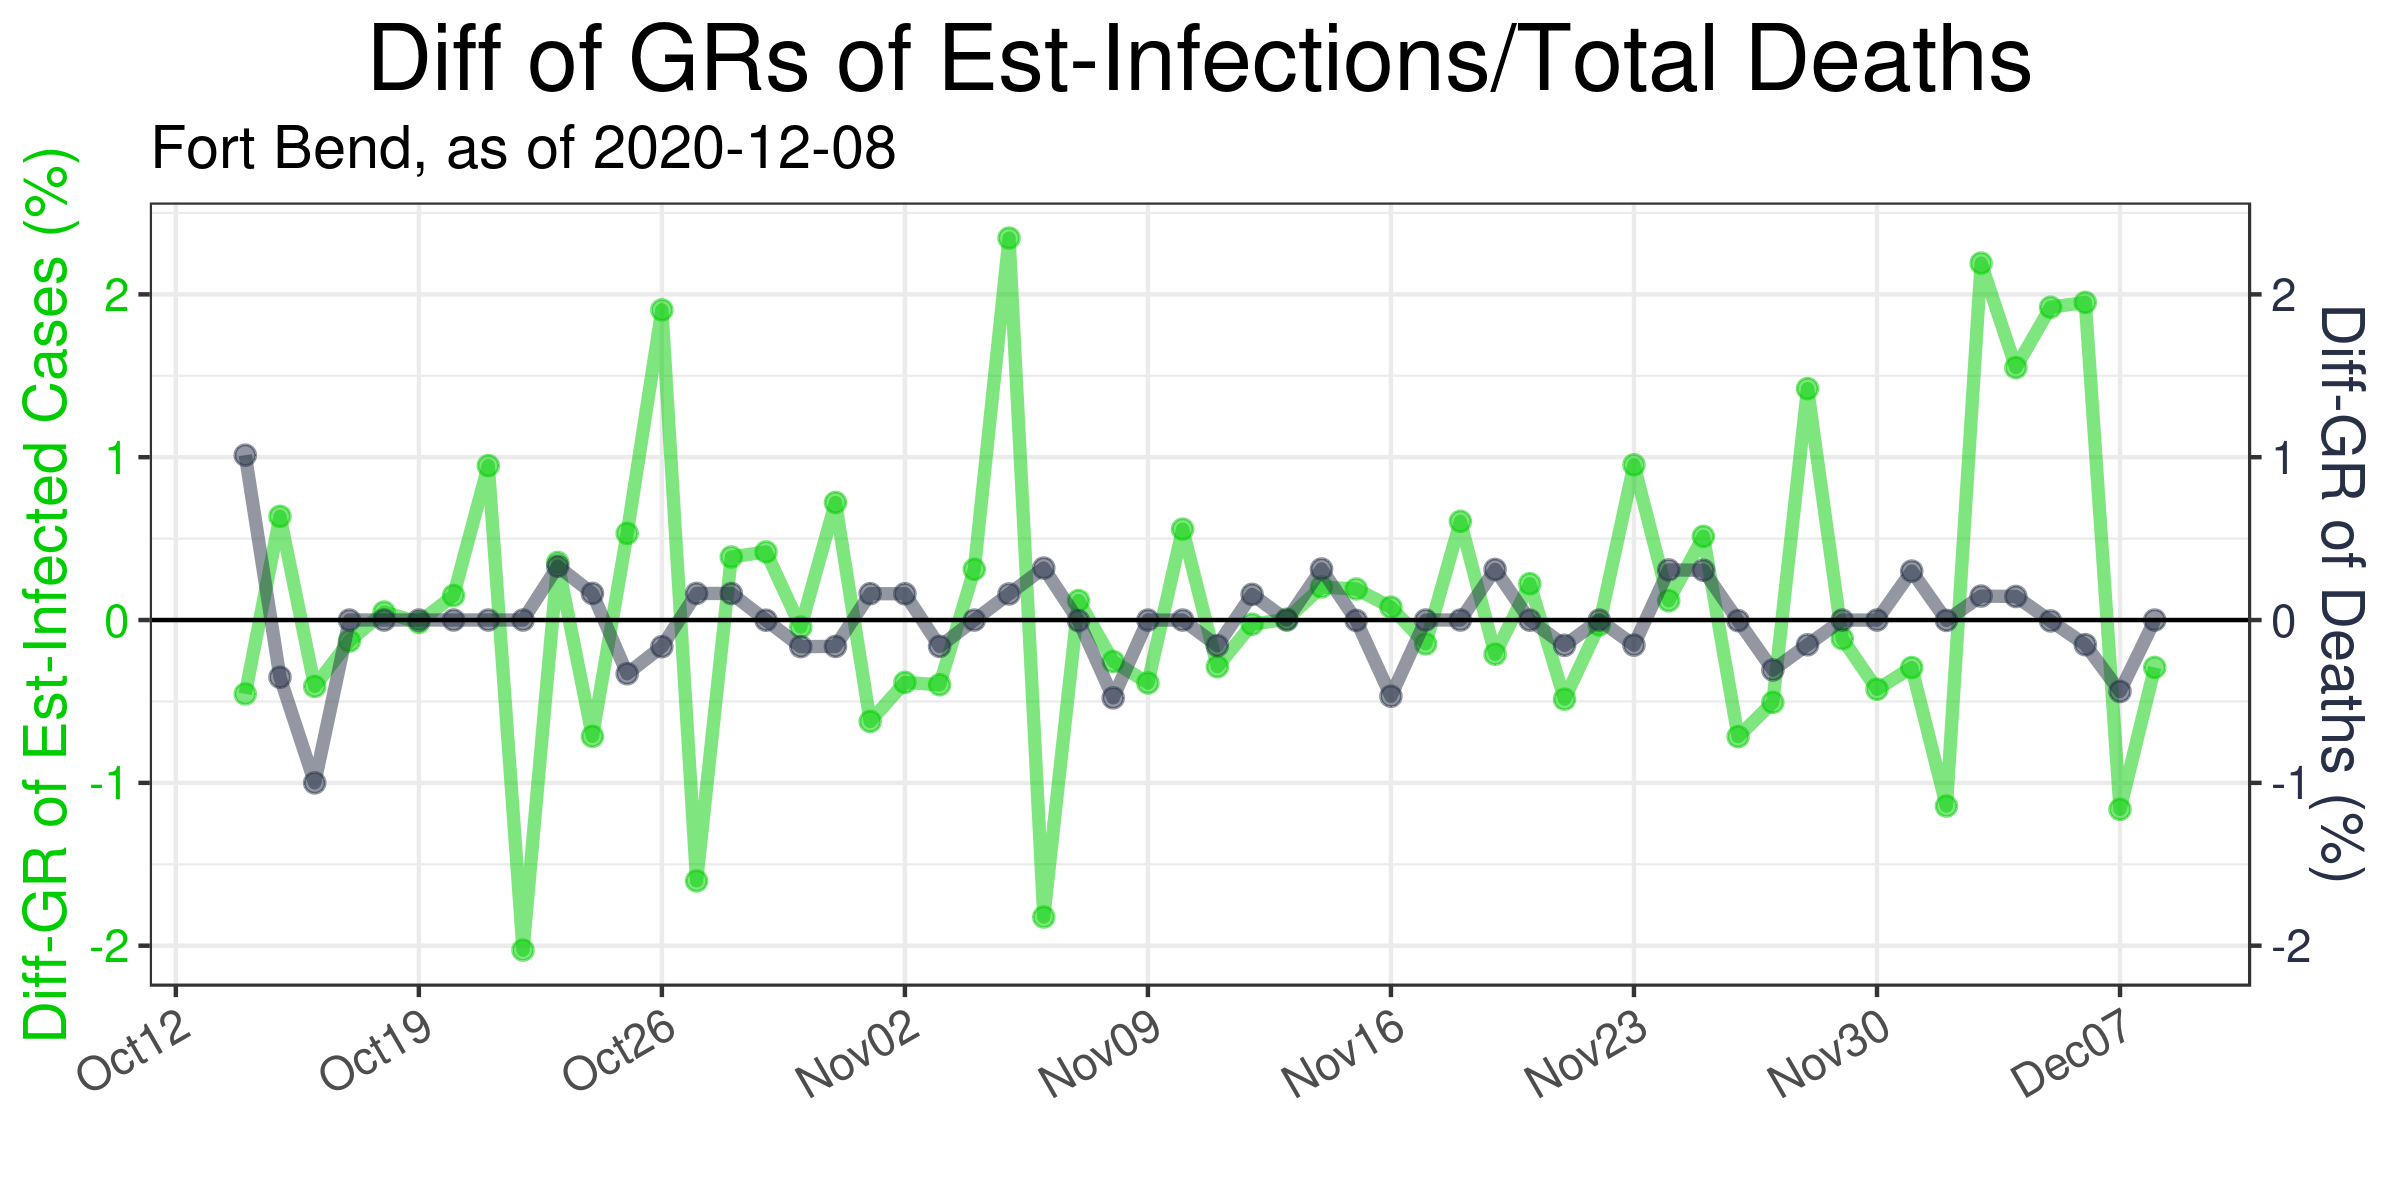 Diff of GRs of Est-Infections/Total Deaths
Fort Bend, as of 2020-12-08
Diff-GR of Est-Infected Cases (%)
2
1
0
-1
-2
2
1
0
-1
-2
Diff-GR of Deaths (%)
Oct12
Oct19
Oct26
Nov02
Nov09
Nov16
Nov23
Nov30
Dec07